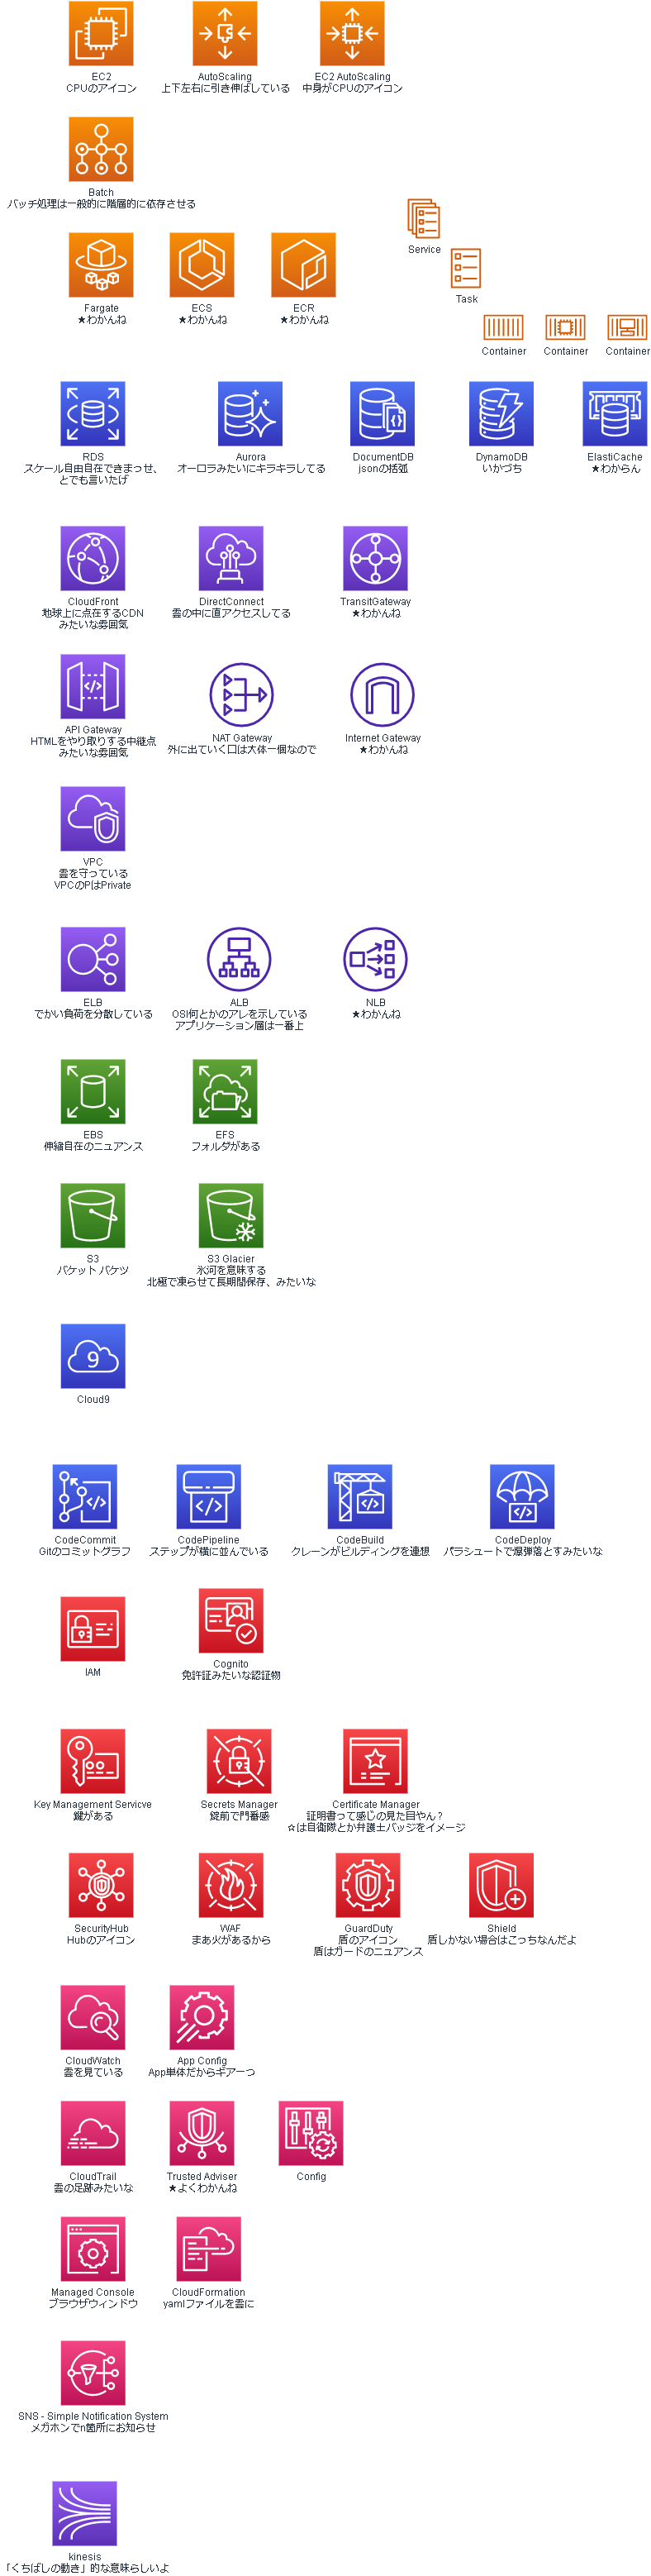 EC2
CPUのアイコン
AutoScaling
上下左右に引き伸ばしている
EC2 AutoScaling
中身がCPUのアイコン
Batch
バッチ処理は一般的に階層的に依存させる
Service
Task
Fargate
★わかんね
ECS
★わかんね
ECR
★わかんね
Container
Container
Container
RDS
スケール自由自在できまっせ、
とでも言いたげ
Aurora
オーロラみたいにキラキラしてる
DocumentDB
jsonの括弧
DynamoDB
いかづち
ElastiCache
★わからん
CloudFront
地球上に点在するCDN
みたいな雰囲気
DirectConnect
雲の中に直アクセスしてる
TransitGateway
★わかんね
API Gateway
HTMLをやり取りする中継点
みたいな雰囲気
NAT Gateway
外に出ていく口は大体一個なので
Internet Gateway
★わかんね
VPC
雲を守っている
VPCのPはPrivate
ELB
でかい負荷を分散している
ALB
OSI何とかのアレを示している
アプリケーション層は一番上
NLB
★わかんね
EBS
伸縮自在のニュアンス
EFS
フォルダがある
S3
バケット バケツ
S3 Glacier
氷河を意味する
北極で凍らせて長期間保存、みたいな
9
Cloud9
CodeCommit
Gitのコミットグラフ
CodePipeline
ステップが横に並んでいる
CodeBuild
クレーンがビルディングを連想
CodeDeploy
パラシュートで爆弾落とすみたいな
IAM
Cognito
免許証みたいな認証物
Key Management Servicve
鍵がある
Secrets Manager
錠前で門番感
Certificate Manager
証明書って感じの見た目やん？
☆は自衛隊とか弁護士バッジをイメージ
SecurityHub
Hubのアイコン
WAF
まあ火があるから
GuardDuty
盾のアイコン
盾はガードのニュアンス
Shield
盾しかない場合はこっちなんだよ
CloudWatch
雲を見ている
App Config
App単体だからギア一つ
CloudTrail
雲の足跡みたいな
Trusted Adviser
★よくわかんね
Config
Managed Console
ブラウザウィンドウ
CloudFormation
yamlファイルを雲に
SNS - Simple Notification System
メガホンでn箇所にお知らせ
kinesis
「くちばしの動き」的な意味らしいよ